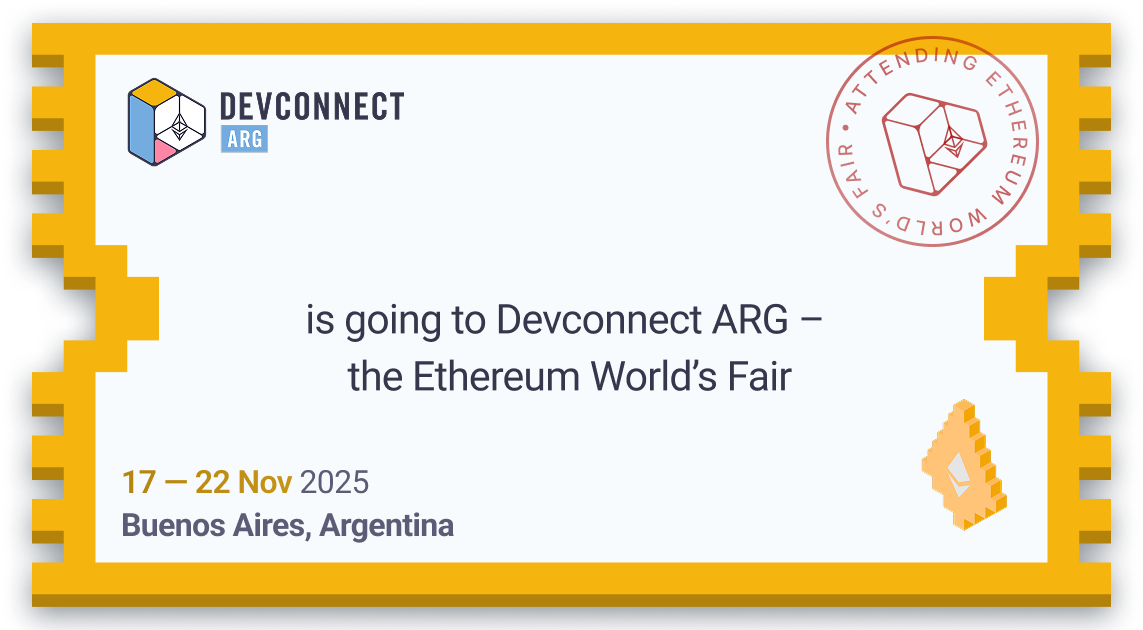 DEVCONNECT
ARG
ATTENDING ETHEREUM WORLD'S FAIR •
is going to Devconnect ARG –
the Ethereum World’s Fair
17 — 22 Nov 2025
Buenos Aires, Argentina